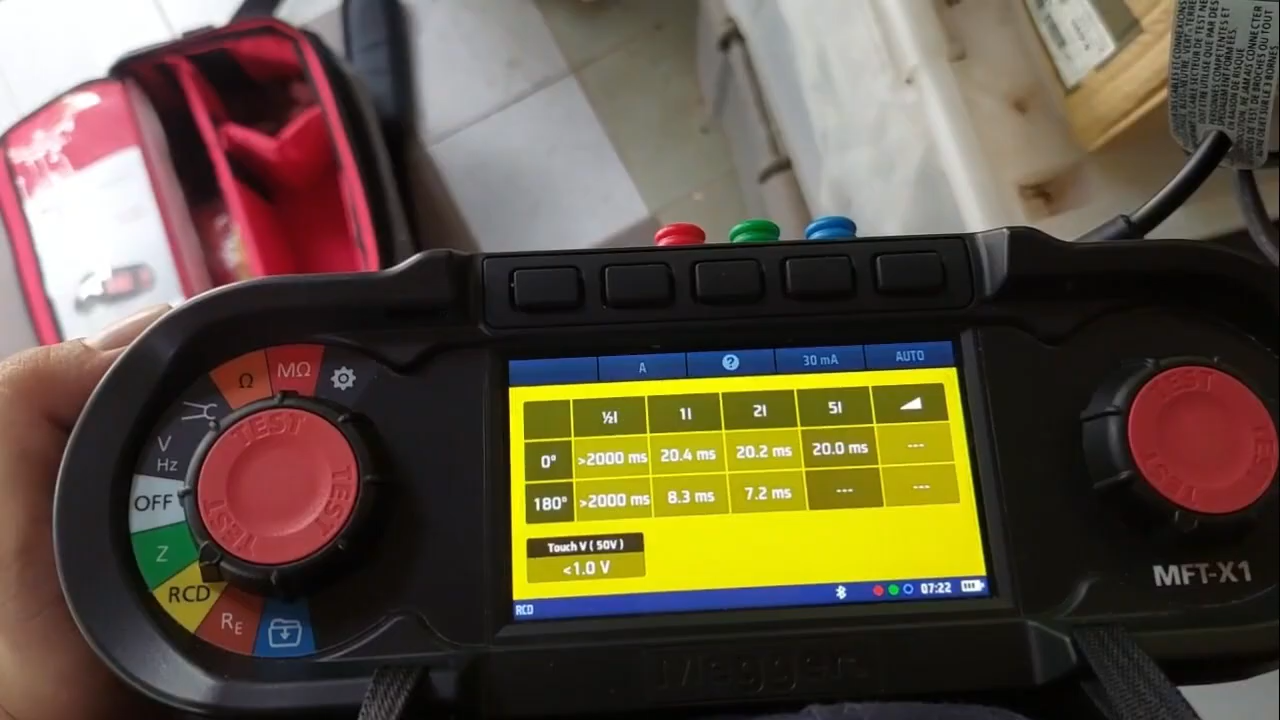 A ? 30 mA AUTO
½I 1I 2I 5I
0° >2000 ms 20.4 ms 20.2 ms 20.0 ms ---
180° >2000 ms 8.3 ms 7.2 ms --- ---
Touch V ( 50V )
<1.0 V
RCD 07:22
MΩ
Ω
V
Hz
OFF
Z
RCD
RE
TEST
TEST
TEST
TEST
TEST
TEST
MFT-X1
Megger